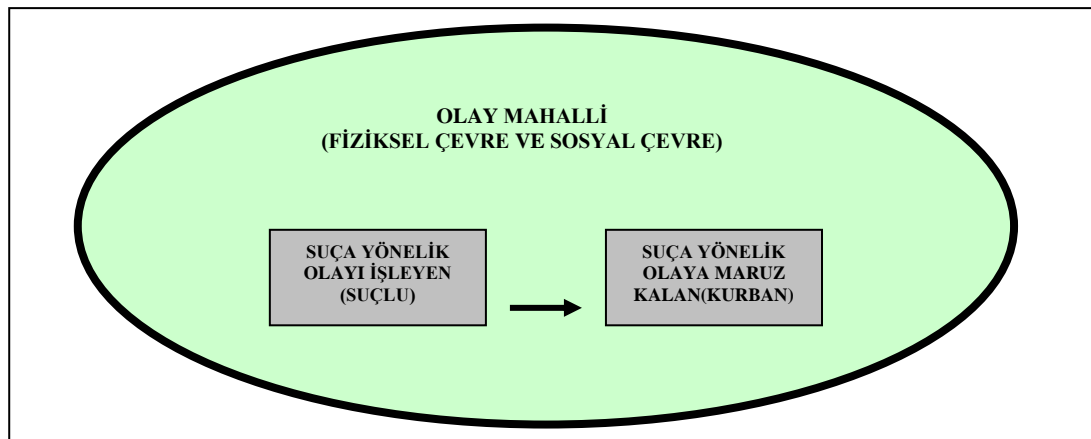 OLAY MAHALLİ
(FİZİKSEL ÇEVRE VE SOSYAL ÇEVRE)
SUÇA YÖNELİK
OLAYI İŞLEYEN
(SUÇLU)
SUÇA YÖNELİK
OLAYA MARUZ
KALAN(KURBAN)